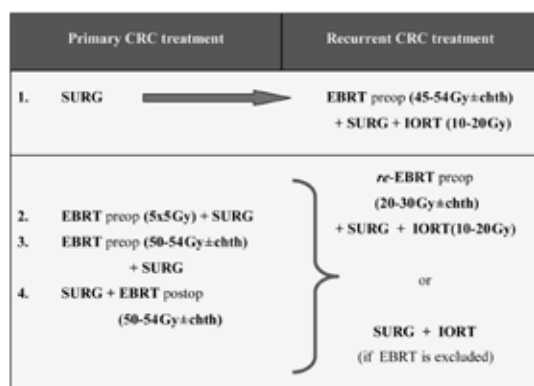 Primary CRC treatment
Recurrent CRC treatment
1. SURG
EBRT preop (45-54Gy±chth)
+ SURG + IORT (10-20Gy)
2. EBRT preop (5x5Gy) + SURG
3. EBRT preop (50-54Gy±chth)
+ SURG
4. SURG + EBRT postop
(50-54Gy±chth)
re-EBRT preop
(20-30Gy±chth)
+ SURG + IORT(10-20Gy)
or
SURG + IORT
(if EBRT is excluded)